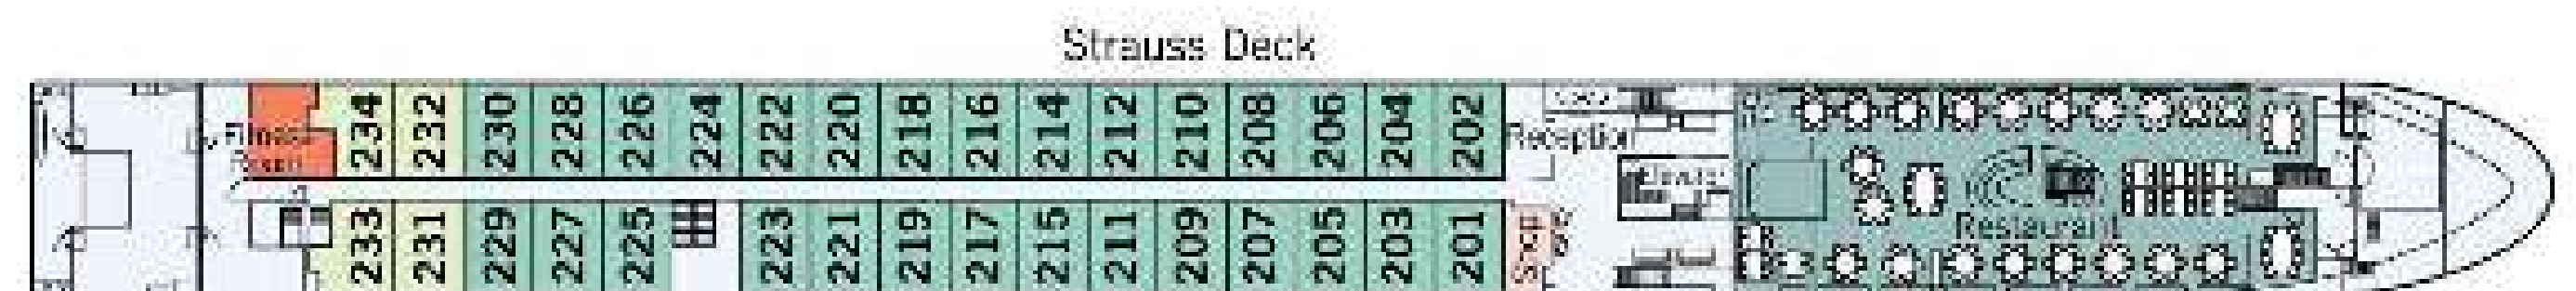 Strauss Deck
Fitness Room
234 232 230 228 226 224 222 220 218 216 214 212 210 208 206 204 202
Reception
Elevator
233 231 229 227 225 223 221 219 217 215 211 209 207 205 203 201
Shop
Restaurant